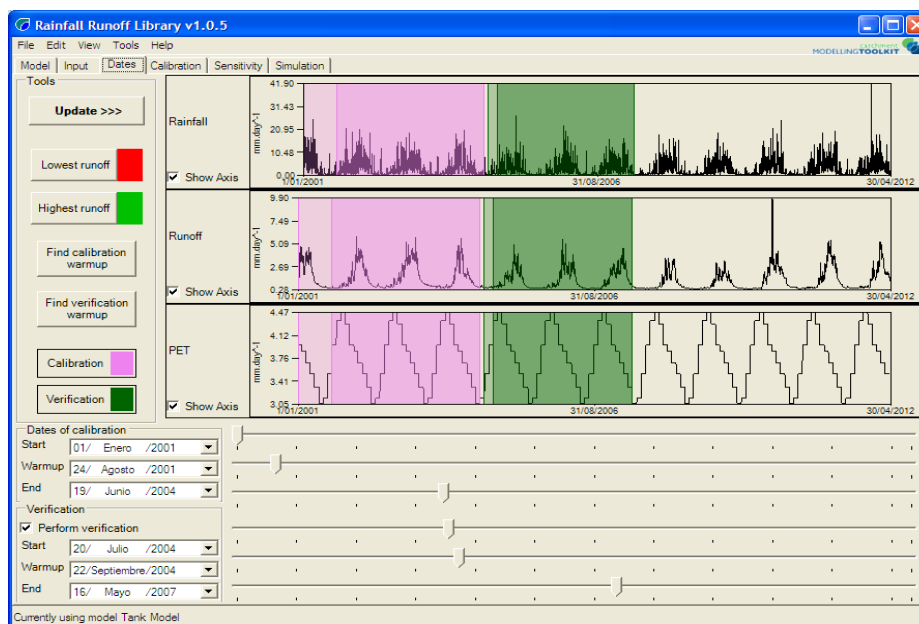 Rainfall Runoff Library v1.0.5
File Edit View Tools Help
catchment
MODELLINGTOOLKIT
Model Input Dates Calibration Sensitivity Simulation
Tools
Update >>>
Lowest runoff
Highest runoff
Find calibration
warmup
Find verification
warmup
Calibration
Verification
Rainfall
Show Axis
mm.day^-1
41.90
31.43
20.95
10.48
0.00
1/01/2001 31/08/2006 30/04/2012
Runoff
Show Axis
mm.day^-1
9.90
7.49
5.09
2.69
0.28
1/01/2001 31/08/2006 30/04/2012
PET
Show Axis
mm.day^-1
4.47
4.12
3.76
3.41
3.05
1/01/2001 31/08/2006 30/04/2012
Dates of calibration
Start 01/ Enero /2001
Warmup 24/ Agosto /2001
End 19/ Junio /2004
Verification
Perform verification
Start 20/ Julio /2004
Warmup 22/Septiembre/2004
End 16/ Mayo /2007
Currently using model Tank Model